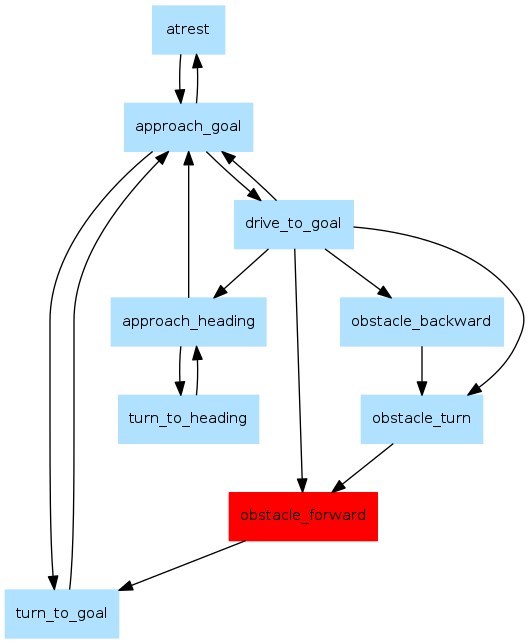 atrest
approach_goal
drive_to_goal
approach_heading
obstacle_backward
turn_to_heading
obstacle_turn
obstacle_forward
turn_to_goal